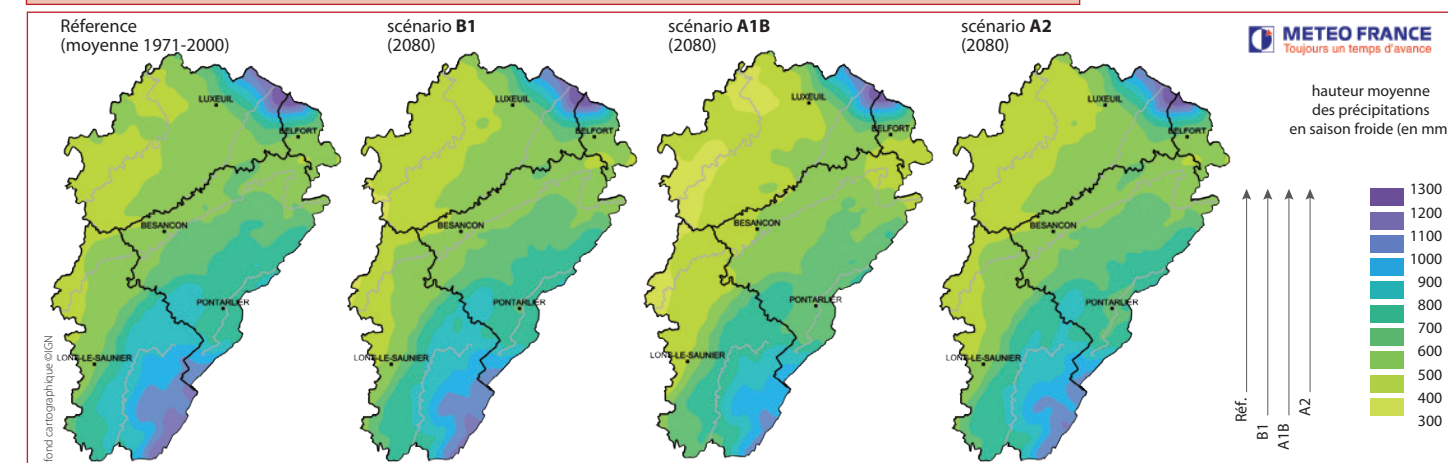 Réference
(moyenne 1971-2000)
scénario B1
(2080)
scénario A1B
(2080)
scénario A2
(2080)
METEO FRANCE
Toujours un temps d'avance
hauteur moyenne
des précipitations
en saison froide (en mm
LUXEUIL
BELFORT
BESANCON
PONTARLIER
LONS-LE-SAUNIER
LUXEUIL
BELFORT
BESANCON
PONTARLIER
LONS-LE-SAUNIER
LUXEUIL
BELFORT
BESANCON
PONTARLIER
LONS-LE-SAUNIER
LUXEUIL
BELFORT
BESANCON
PONTARLIER
LONS-LE-SAUNIER
fond cartographique ©IGN
Réf.
B1
A1B
A2
1300
1200
1100
1000
900
800
700
600
500
400
300